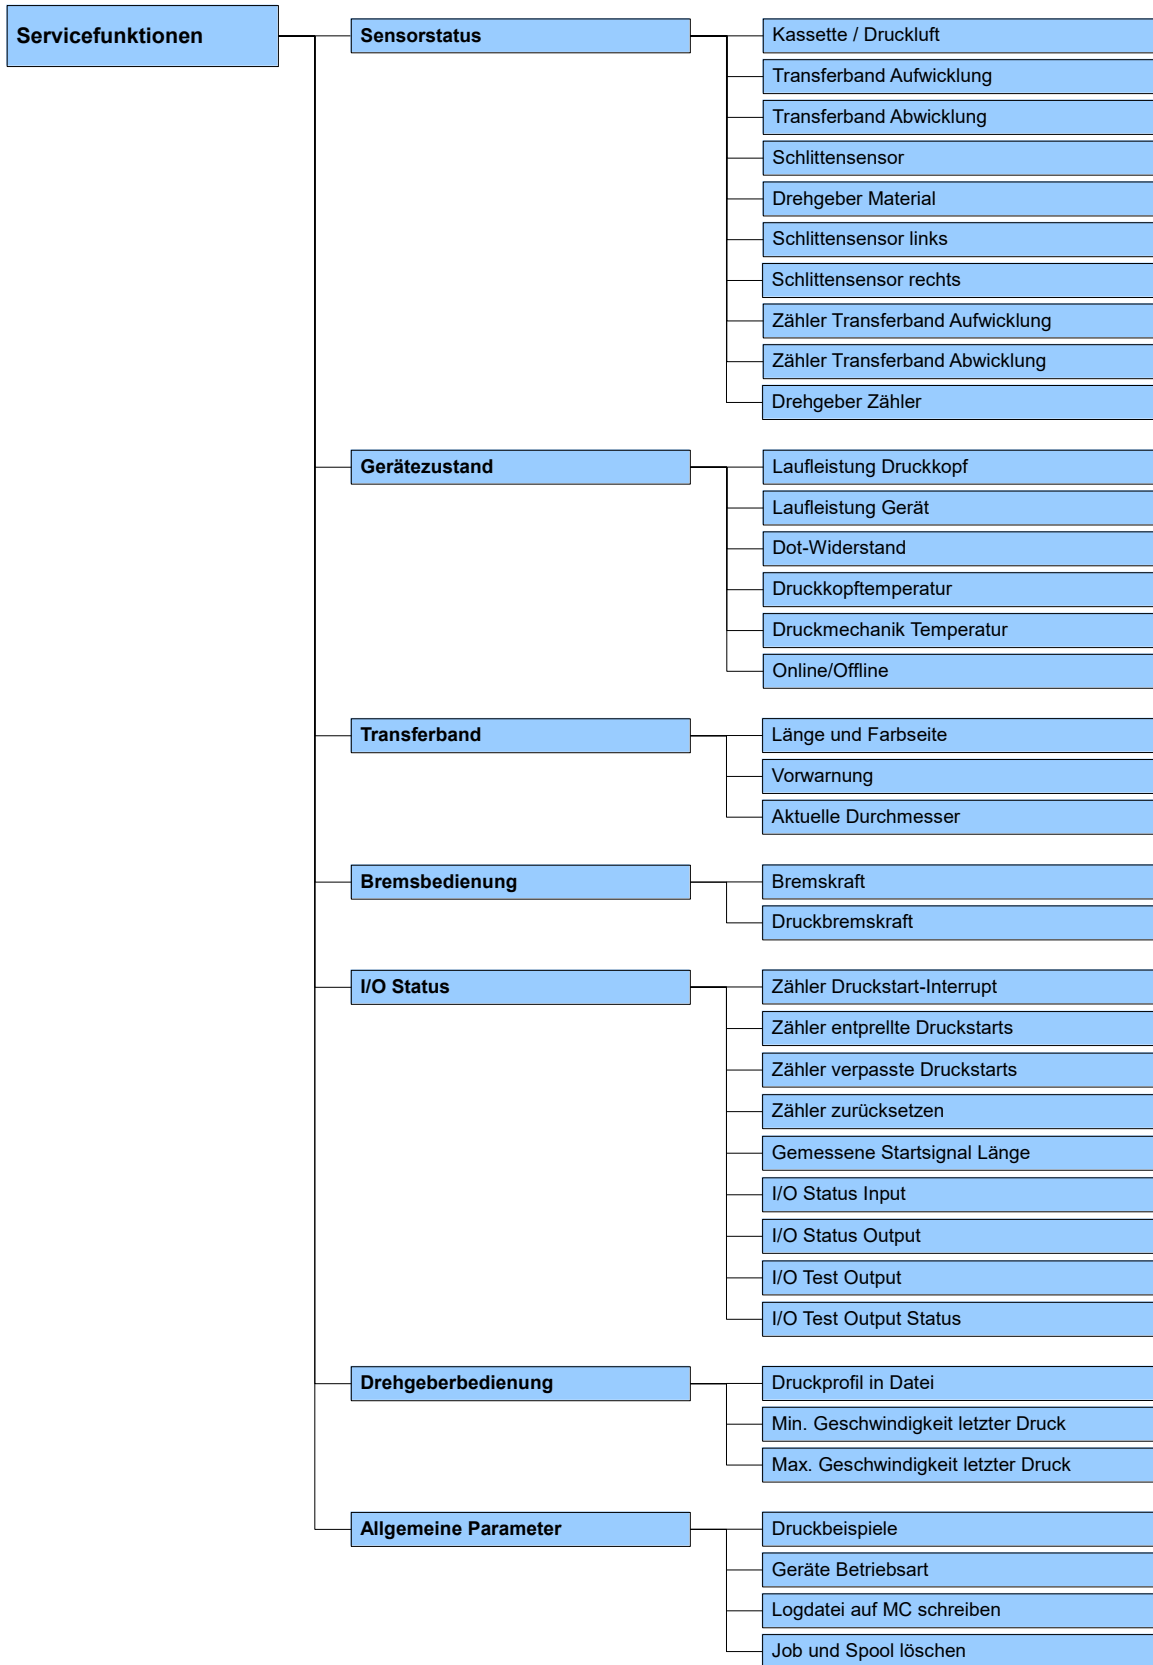 Servicefunktionen
Sensorstatus
Kassette / Druckluft
Transferband Aufwicklung
Transferband Abwicklung
Schlittensensor
Drehgeber Material
Schlittensensor links
Schlittensensor rechts
Zähler Transferband Aufwicklung
Zähler Transferband Abwicklung
Drehgeber Zähler
Gerätezustand
Laufleistung Druckkopf
Laufleistung Gerät
Dot-Widerstand
Druckkopftemperatur
Druckmechanik Temperatur
Online/Offline
Transferband
Länge und Farbseite
Vorwarnung
Aktuelle Durchmesser
Bremsbedienung
Bremskraft
Druckbremskraft
I/O Status
Zähler Druckstart-Interrupt
Zähler entprellte Druckstarts
Zähler verpasste Druckstarts
Zähler zurücksetzen
Gemessene Startsignal Länge
I/O Status Input
I/O Status Output
I/O Test Output
I/O Test Output Status
Drehgeberbedienung
Druckprofil in Datei
Min. Geschwindigkeit letzter Druck
Max. Geschwindigkeit letzter Druck
Allgemeine Parameter
Druckbeispiele
Geräte Betriebsart
Logdatei auf MC schreiben
Job und Spool löschen